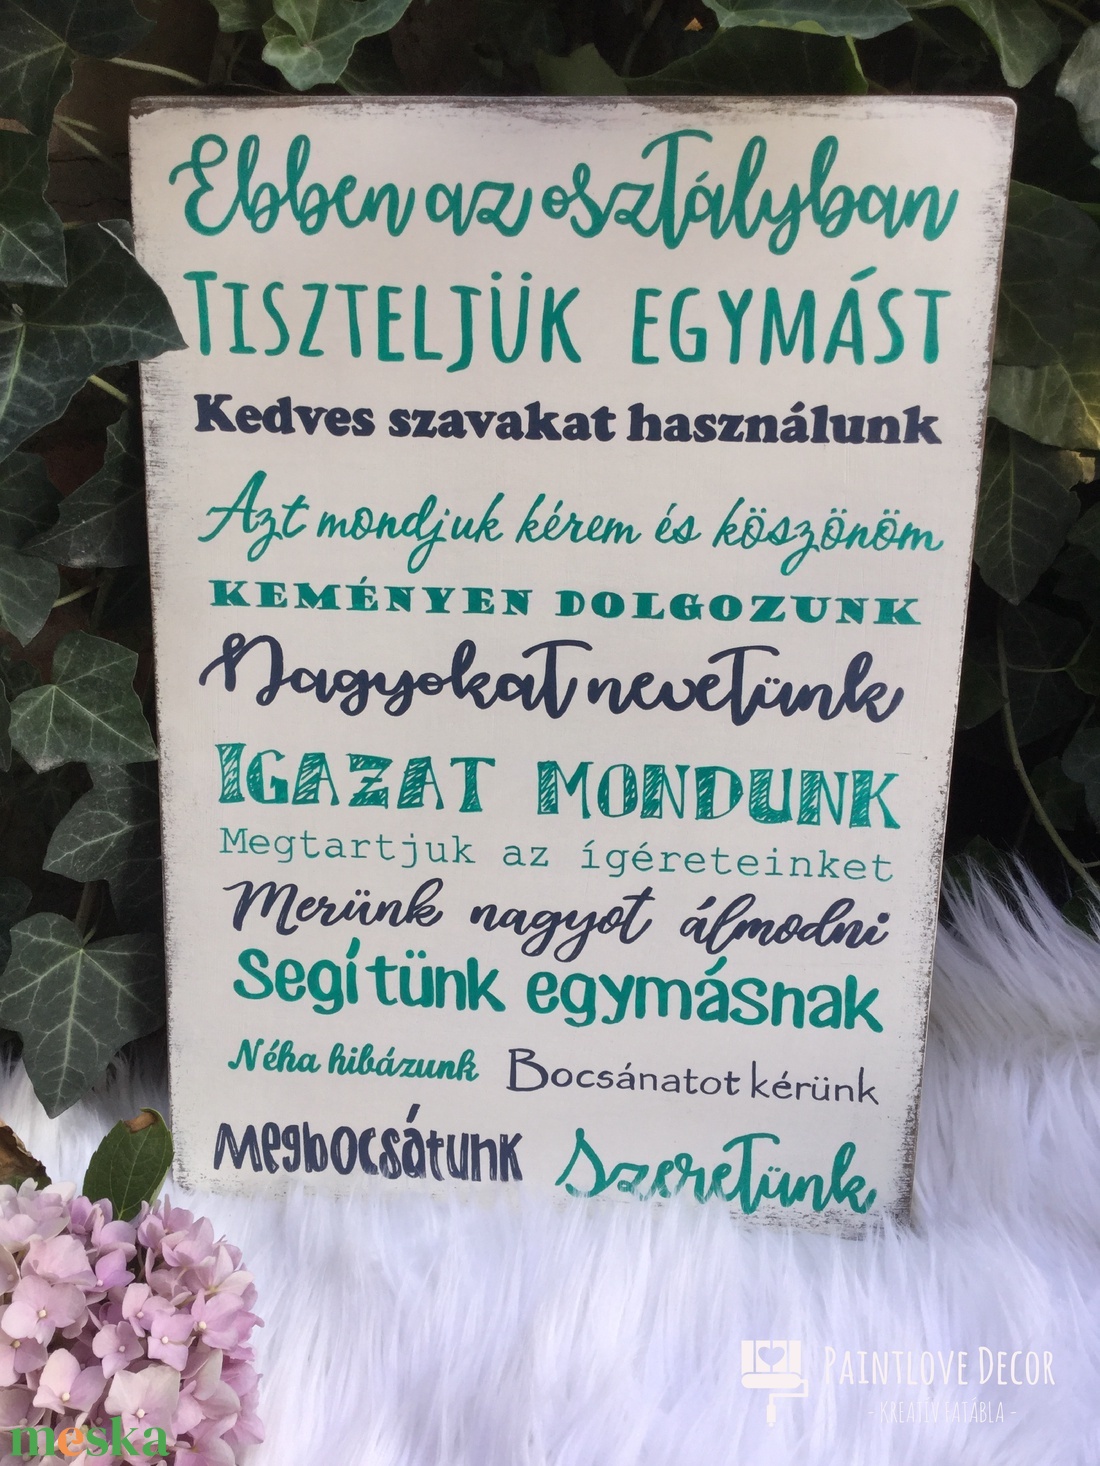 Ebben az osztályban
TISZTELJÜK EGYMÁST
Kedves szavakat használunk
Azt mondjuk kérem és köszönöm
KEMÉNYEN DOLGOZUNK
Nagyokat nevetünk
IGAZAT MONDUNK
Megtartjuk az ígéreteinket
Merünk nagyot álmodni
Segítünk egymásnak
Néha hibázunk Bocsánatot kérünk
Megbocsátunk Szeretünk
PAINTLOVE DECOR
- KREATÍV FATÁBLA -
meska